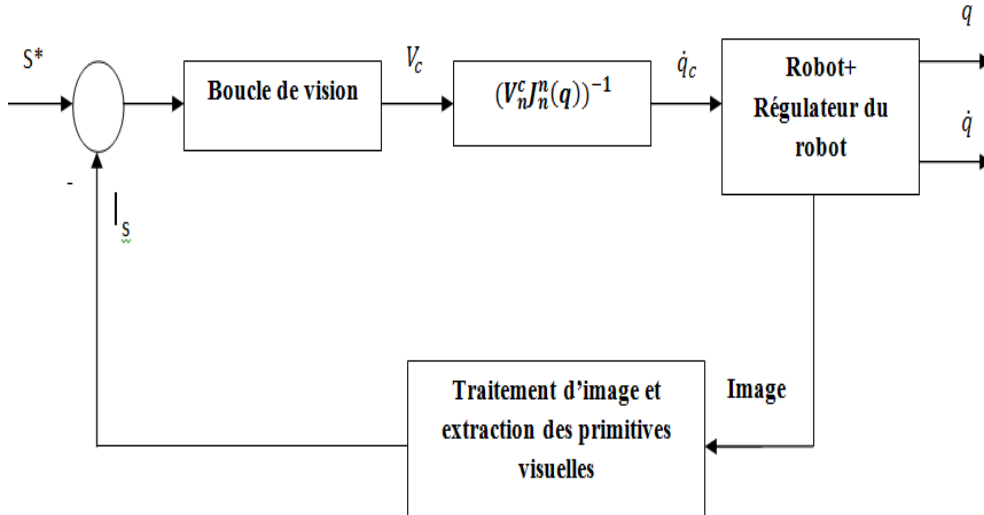 S*
-
I
s
Boucle de vision
V_c
(V_n^c J_n^n(q))^{-1}
q̇_c
Robot+
Régulateur du
robot
q
q̇
Image
Traitement d’image et
extraction des primitives
visuelles